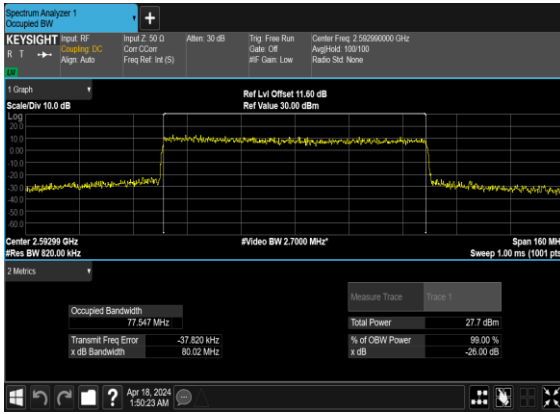 Spectrum Analyzer 1
Occupied BW
+
KEYSIGHT
R T
LW
Input: RF
Coupling: DC
Align: Auto
Input Z: 50 Ω
Corr CCorr
Freq Ref: Int (S)
Atten: 30 dB
Trig: Free Run
Gate: Off
#IF Gain: Low
Center Freq: 2.592990000 GHz
Avg|Hold: 100/100
Radio Std: None
1 Graph
Scale/Div 10.0 dB
Ref Lvl Offset 11.60 dB
Ref Value 30.00 dBm
Log
20.0
10.0
0.00
-10.0
-20.0
-30.0
-40.0
-50.0
-60.0
Center 2.59299 GHz
#Res BW 820.00 kHz
#Video BW 2.7000 MHz*
Span 160 MH
Sweep 1.00 ms (1001 pts
2 Metrics
Measure Trace
Trace 1
Occupied Bandwidth
77.547 MHz
Total Power
27.7 dBm
Transmit Freq Error
-37.820 kHz
% of OBW Power
99.00 %
x dB Bandwidth
80.02 MHz
x dB
-26.00 dB
?
Apr 18, 2024
1:50:23 AM